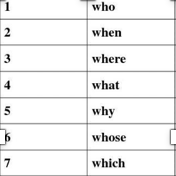 1 who
2 when
3 where
4 what
5 why
6 whose
7 which